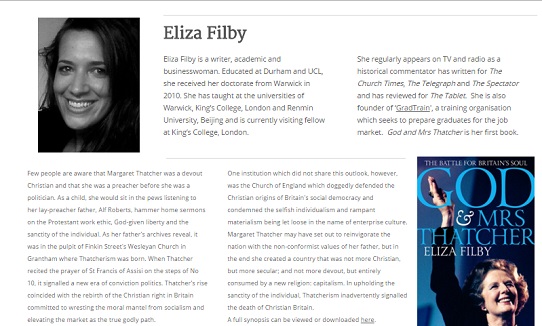 Eliza Filby
Eliza Filby is a writer, academic and
businesswoman. Educated at Durham and UCL,
she received her doctorate from Warwick in
2010. She has taught at the universities of
Warwick, King's College, London and Renmin
University, Beijing and is currently visiting fellow
at King's College, London.
She regularly appears on TV and radio as a
historical commentator has written for The
Church Times, The Telegraph and The Spectator
and has reviewed for The Tablet. She is also
founder of 'GradTrain', a training organisation
which seeks to prepare graduates for the job
market. God and Mrs Thatcher is her first book.
Few people are aware that Margaret Thatcher was a devout
Christian and that she was a preacher before she was a
politician. As a child, she would sit in the pews listening to
her lay-preacher father, Alf Roberts, hammer home sermons
on the Protestant work ethic, God-given liberty and the
sanctity of the individual. As her father's archives reveal, it
was in the pulpit of Finkin Street's Wesleyan Church in
Grantham where Thatcherism was born. When Thatcher
recited the prayer of St Francis of Assisi on the steps of No
10, it signalled a new era of conviction politics. Thatcher's rise
coincided with the rebirth of the Christian right in Britain
committed to wresting the moral mantel from socialism and
elevating the market as the true godly path.
One institution which did not share this outlook, however,
was the Church of England which doggedly defended the
Christian origins of Britain's social democracy and
condemned the selfish individualism and rampant
materialism being let loose in the name of enterprise culture.
Margaret Thatcher may have set out to reinvigorate the
nation with the non-conformist values of her father, but in
the end she created a country that was not more Christian,
but more secular; and not more devout, but entirely
consumed by a new religion: capitalism. In upholding the
sanctity of the individual, Thatcherism inadvertently signalled
the death of Christian Britain.
A full synopsis can be viewed or downloaded here.
THE BATTLE FOR BRITAIN'S SOUL
GOD
& MRS
THATCHER
ELIZA FILBY